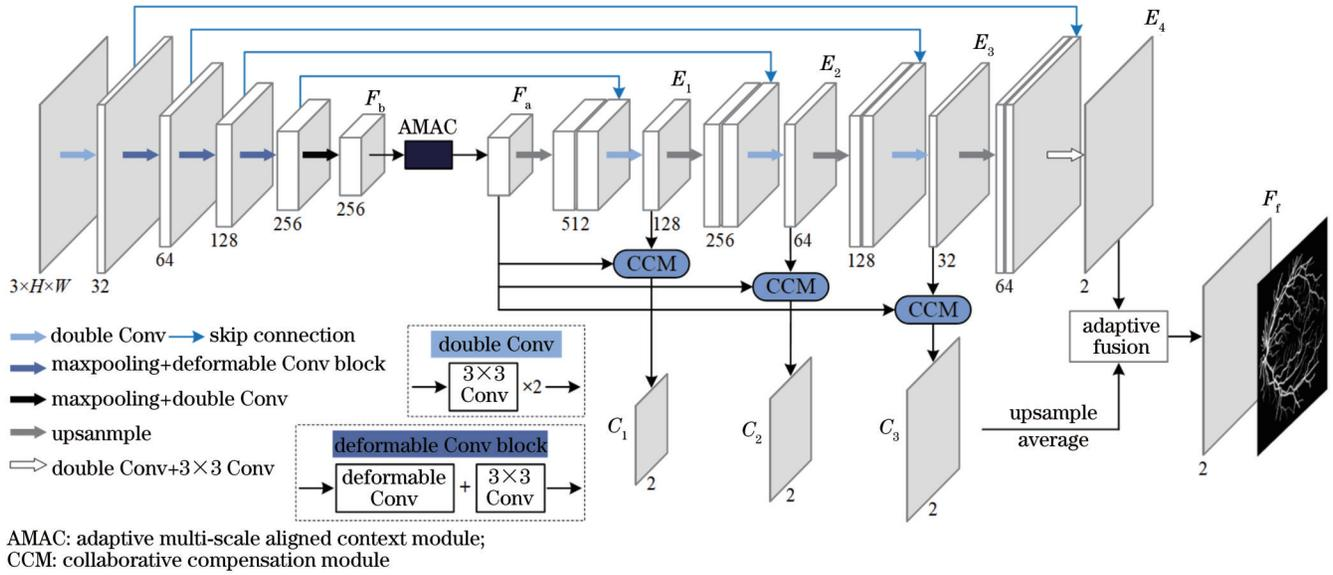 E4
E3
E2
E1
Fa
Fb
AMAC
3×H×W
32
64
128
256
256
512
128
256
64
128
32
64
2
CCM
CCM
CCM
Ff
adaptive
fusion
double Conv
skip connection
maxpooling+deformable Conv block
maxpooling+double Conv
upsanmple
double Conv+3×3 Conv
double Conv
3×3
Conv
×2
deformable Conv block
deformable
Conv
+
3×3
Conv
C1
2
C2
2
C3
2
upsample
average
2
AMAC: adaptive multi-scale aligned context module;
CCM: collaborative compensation module